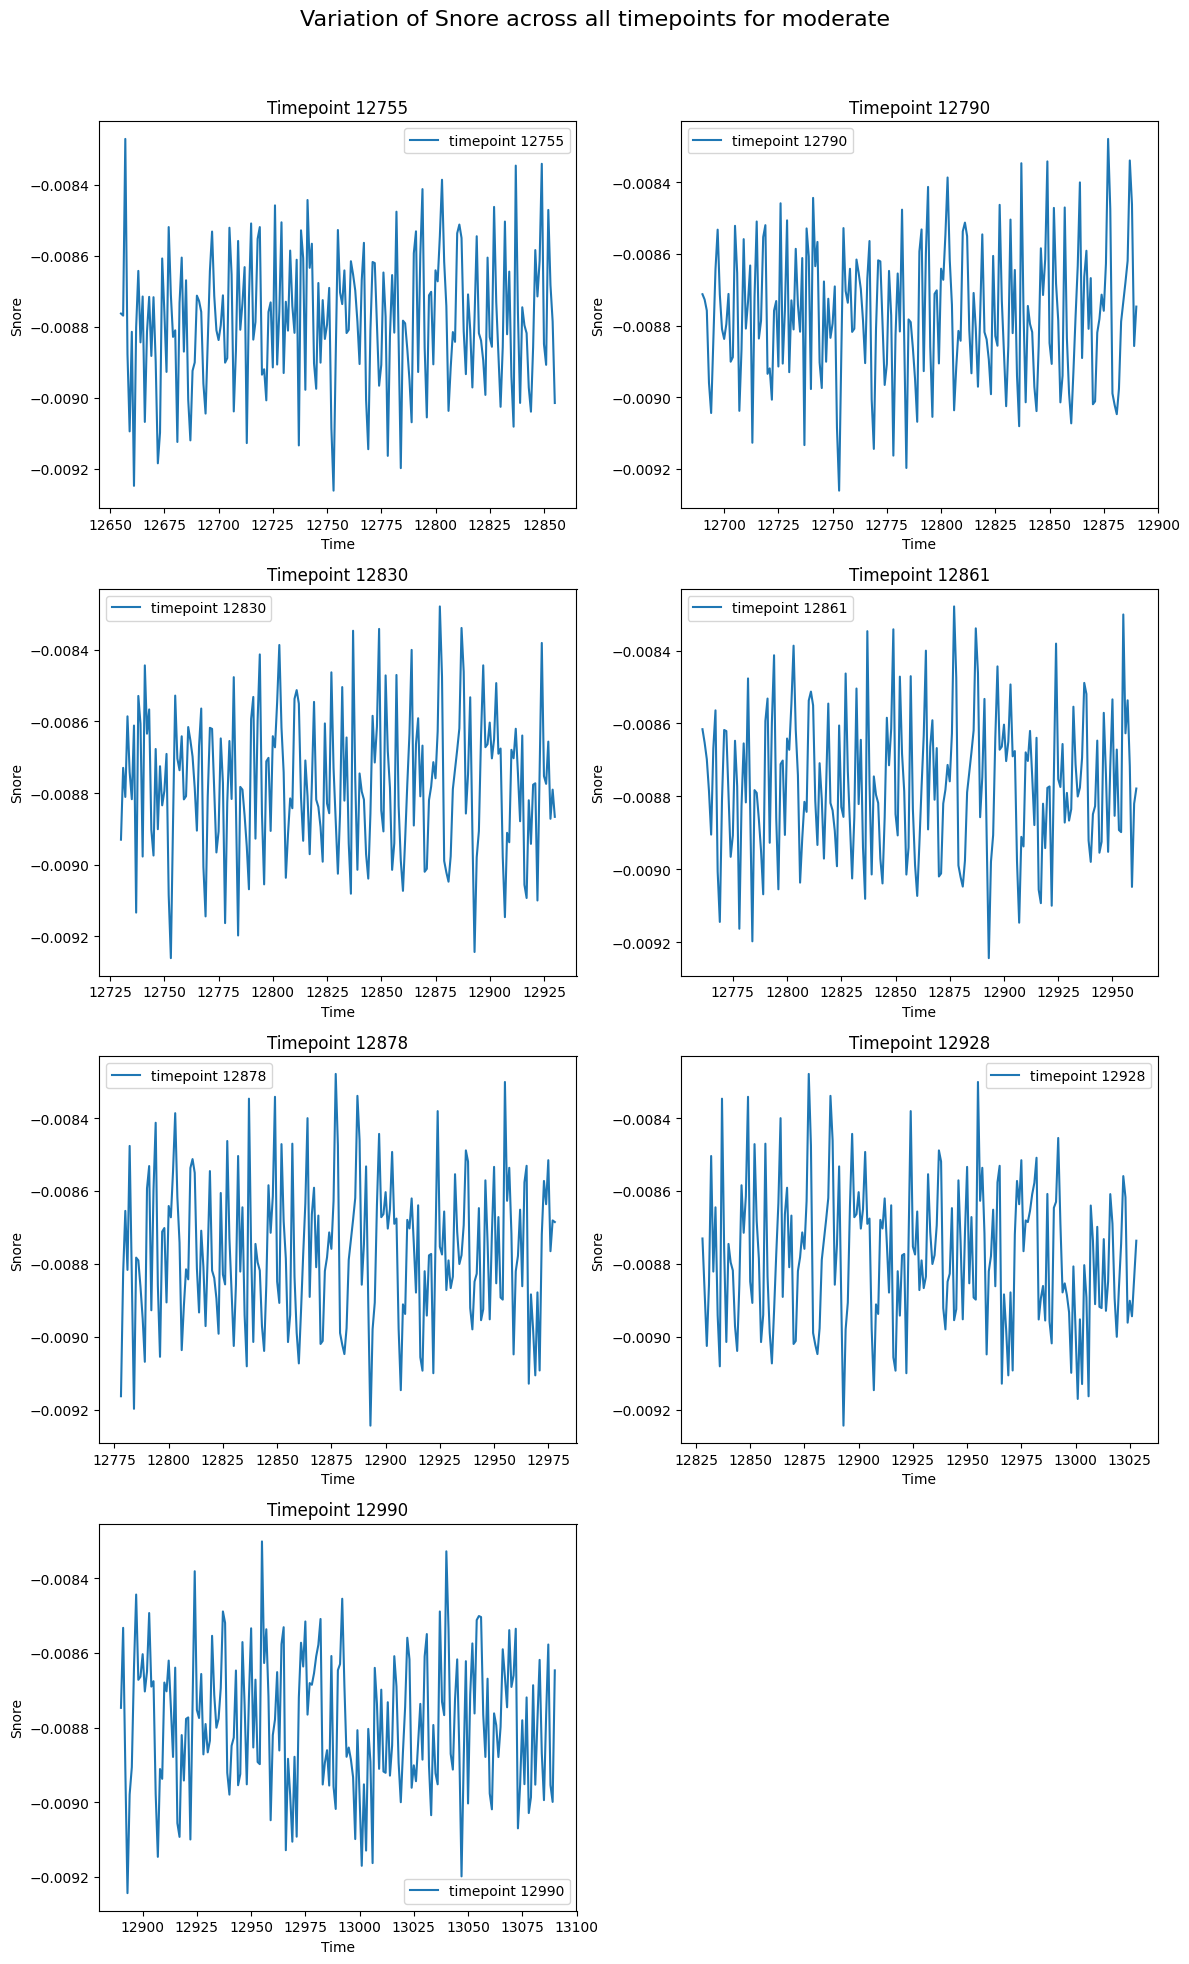 Variation of Snore across all timepoints for moderate
Timepoint 12755
timepoint 12755
−0.0084
−0.0086
−0.0088
−0.0090
−0.0092
Snore
12650 12675 12700 12725 12750 12775 12800 12825 12850
Time
Timepoint 12790
timepoint 12790
−0.0084
−0.0086
−0.0088
−0.0090
−0.0092
Snore
12700 12725 12750 12775 12800 12825 12850 12875 12900
Time
Timepoint 12830
timepoint 12830
−0.0084
−0.0086
−0.0088
−0.0090
−0.0092
Snore
12725 12750 12775 12800 12825 12850 12875 12900 12925
Time
Timepoint 12861
timepoint 12861
−0.0084
−0.0086
−0.0088
−0.0090
−0.0092
Snore
12775 12800 12825 12850 12875 12900 12925 12950
Time
Timepoint 12878
timepoint 12878
−0.0084
−0.0086
−0.0088
−0.0090
−0.0092
Snore
12775 12800 12825 12850 12875 12900 12925 12950 12975
Time
Timepoint 12928
timepoint 12928
−0.0084
−0.0086
−0.0088
−0.0090
−0.0092
Snore
12825 12850 12875 12900 12925 12950 12975 13000 13025
Time
Timepoint 12990
timepoint 12990
−0.0084
−0.0086
−0.0088
−0.0090
−0.0092
Snore
12900 12925 12950 12975 13000 13025 13050 13075 13100
Time